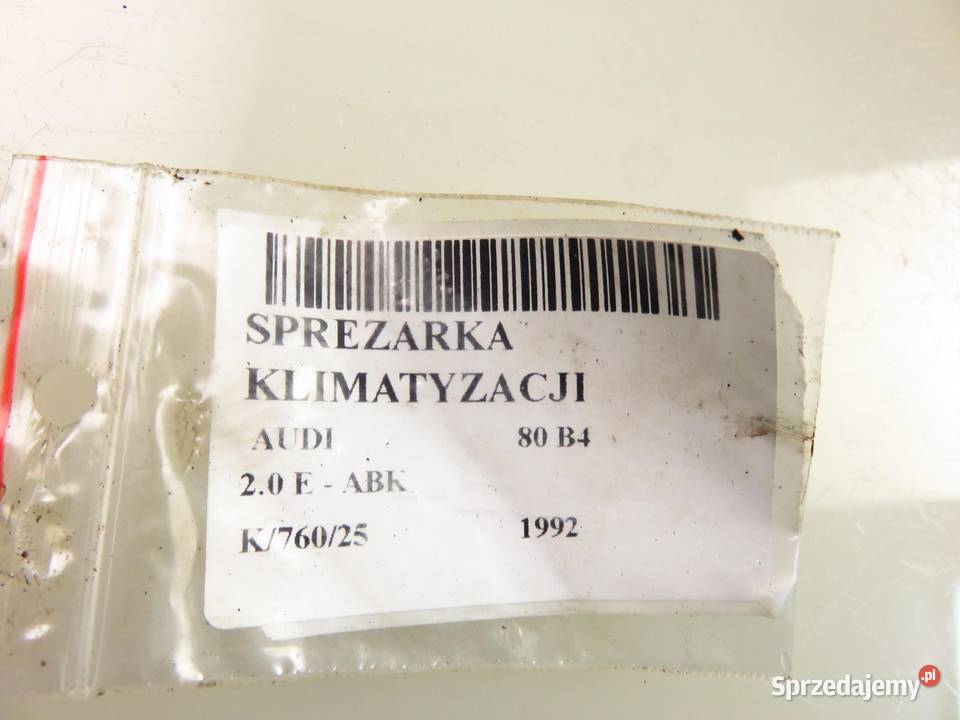 SPREZARKA
KLIMATYZACJI
AUDI 80 B4
2.0 E - ABK
K/760/25 1992
Sprzedajemy.pl